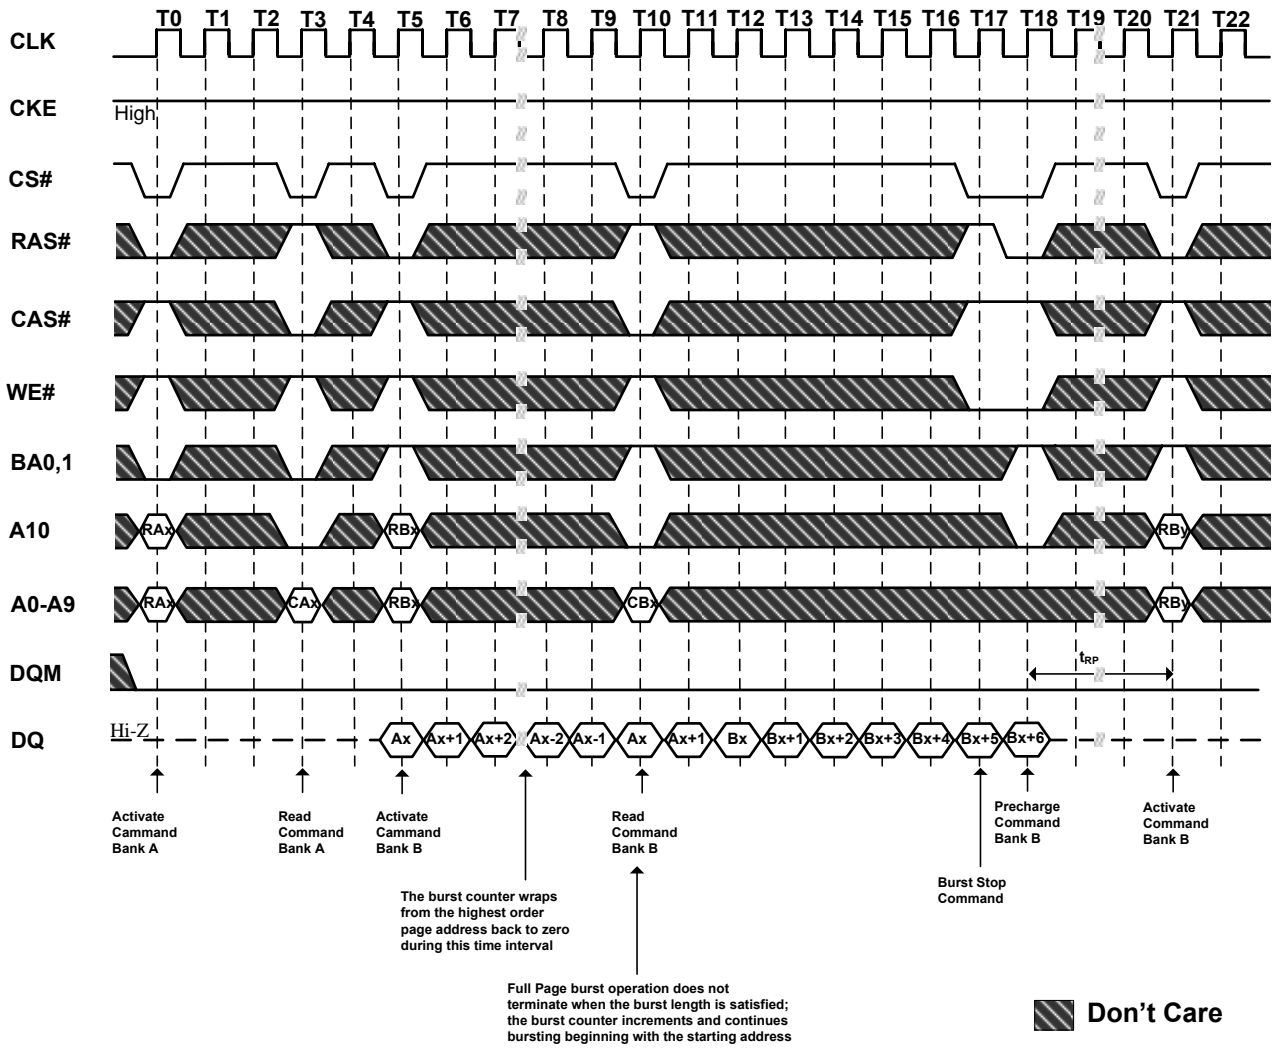 T0 T1 T2 T3 T4 T5 T6 T7 T8 T9 T10 T11 T12 T13 T14 T15 T16 T17 T18 T19 T20 T21 T22
CLK
CKE
High
CS#
RAS#
CAS#
WE#
BA0,1
A10
RAx RBx RBy
A0-A9
RAx CAx RBx CBx RBy
DQM
tRP
DQ
Hi-Z
Ax Ax+1 Ax+2 Ax-2 Ax-1 Ax Ax+1 Bx Bx+1 Bx+2 Bx+3 Bx+4 Bx+5 Bx+6
Activate
Cammand
Bank A
Read
Command
Bank A
Activate
Cammand
Bank B
Read
Command
Bank B
Precharge
Command
Bank B
Activate
Command
Bank B
Burst Stop
Command
The burst counter wraps
from the highest order
page address back to zero
during this time interval
Full Page burst operation does not
terminate when the burst length is satisfied;
the burst counter increments and continues
bursting beginning with the starting address
Don't Care